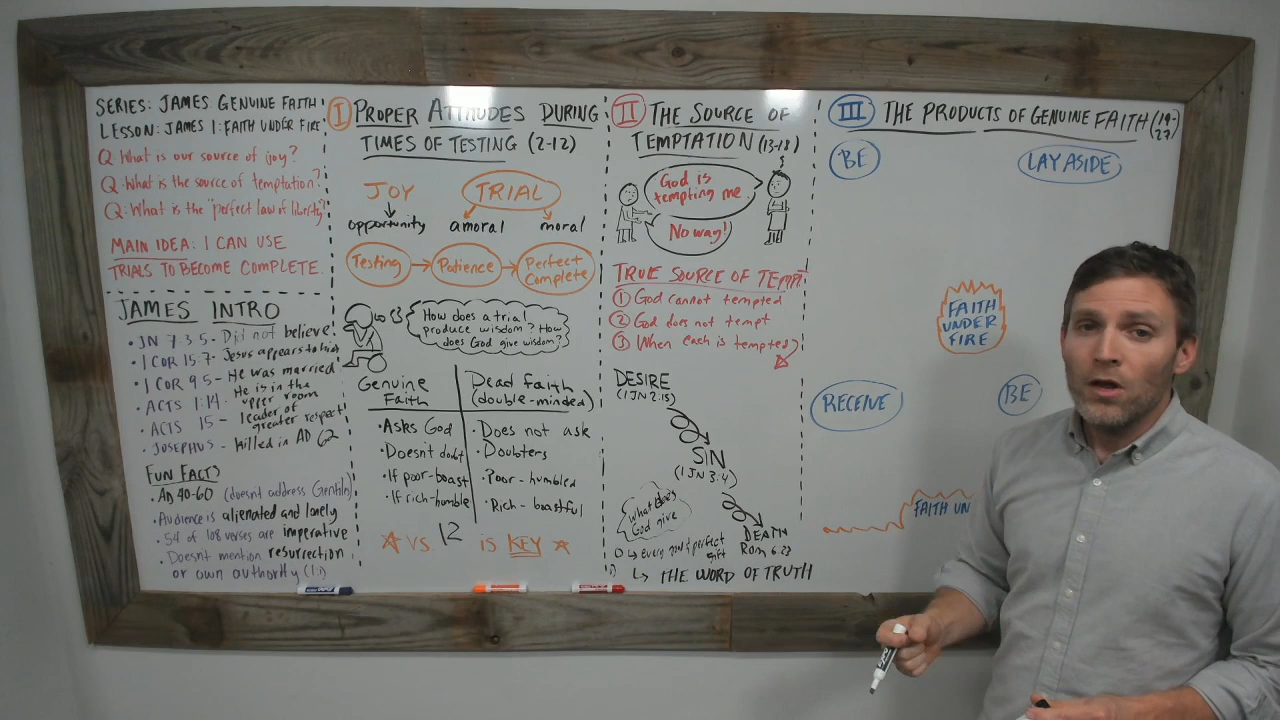 SERIES: JAMES GENUINE FAITH
LESSON: JAMES 1: FAITH UNDER FIRE
Q: What is our source of joy?
Q: What is the source of temptation?
Q: What is the "perfect law of liberty"?
MAIN IDEA: I CAN USE
TRIALS TO BECOME COMPLETE.
JAMES INTRO
• JN 7 3 5 - Did not believe!
• 1 COR 15:7 - Jesus appears to him
• 1 COR 9 5 - He was married
• ACTS 1:14 - He is in the
upper room
• ACTS 15 - leader of
greater respect!
• JOSEPHUS - killed in AD 62
FUN FACTS
• AD 40-60 (doesn't address Gentiles)
• Audience is alienated and lonely
• 54 of 108 verses are imperative
• Doesnt mention resurrection
or own authority (1:1)
I PROPER ATTITUDES DURING
TIMES OF TESTING (2-12)
JOY TRIAL
opportunity amoral moral
Testing → Patience → Perfect
Complete
How does a trial
produce wisdom? How
does God give wisdom?
Genuine
Faith
Dead faith
(double-minded)
• Asks God
• Doesn't doubt
• If poor-boast
• If rich-humble
• Does not ask
• Doubters
• Poor-humbled
• Rich-boastful
VS 12 is KEY
II THE SOURCE OF
TEMPTATION (13-18)
God is
tempting me
No way!
TRUE SOURCE OF TEMPT
1 God cannot tempted
2 God does not tempt
3 When each is tempted
DESIRE
(1 JN 2:15)
SIN
(1 JN 3:4)
DEATH
Rom 6:23
What does
God give
↳ every good & perfect
gift
↳ THE WORD OF TRUTH
III THE PRODUCTS OF GENUINE FAITH (19-
27)
BE LAY ASIDE
FAITH
UNDER
FIRE
RECEIVE BE
FAITH UN